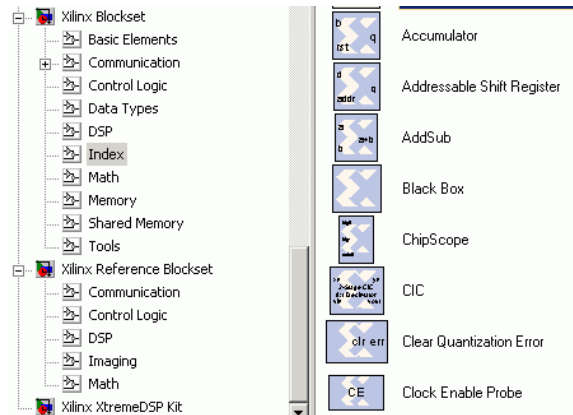 Xilinx Blockset
Basic Elements
Communication
Control Logic
Data Types
DSP
Index
Math
Memory
Shared Memory
Tools
Xilinx Reference Blockset
Communication
Control Logic
DSP
Imaging
Math
Xilinx XtremeDSP Kit
b
q
rst
Accumulator
d
q
addr
Addressable Shift Register
a
a+b
b
AddSub
Black Box
ChipScope
CIC
clr err
Clear Quantization Error
CE
Clock Enable Probe